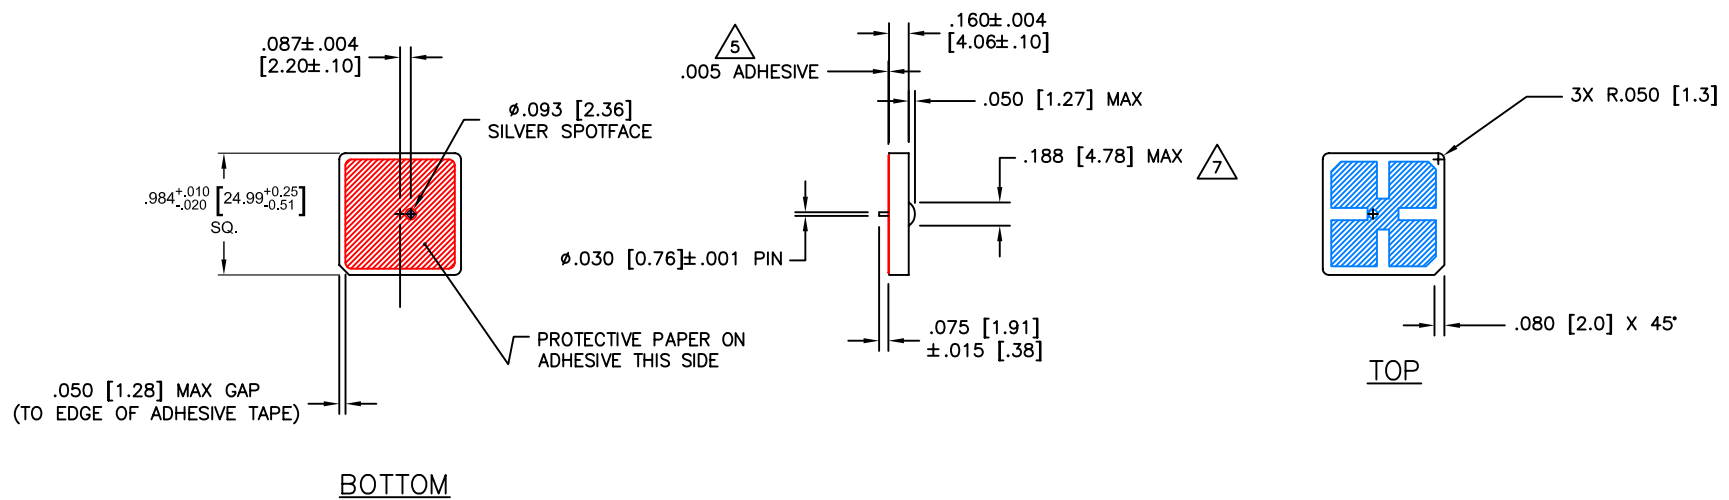 .087±.004
[2.20±.10]
⌀.093 [2.36]
SILVER SPOTFACE
.984+.010 -.020 [24.99+0.25 -0.51]
SQ.
PROTECTIVE PAPER ON
ADHESIVE THIS SIDE
.050 [1.28] MAX GAP
(TO EDGE OF ADHESIVE TAPE)
BOTTOM
5
.005 ADHESIVE
.160±.004
[4.06±.10]
.050 [1.27] MAX
.188 [4.78] MAX
7
⌀.030 [0.76]±.001 PIN
.075 [1.91]
±.015 [.38]
3X R.050 [1.3]
.080 [2.0] X 45°
TOP